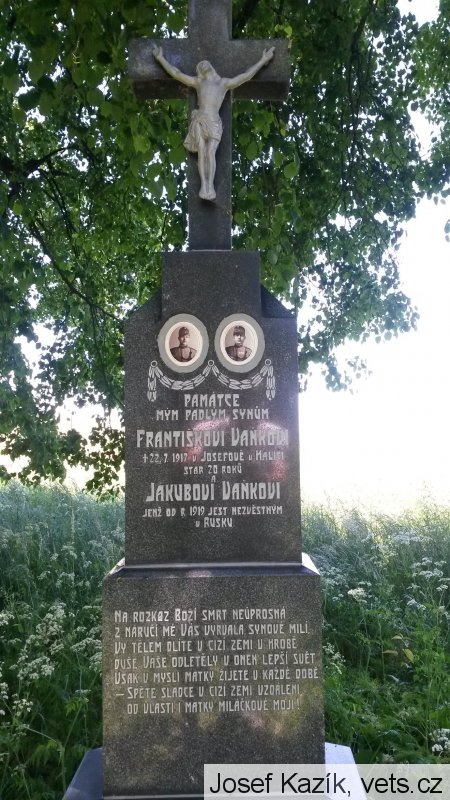 PAMÁTCE
MÝM PADLÝM SYNŮM
FRANTIŠKOVI VAŇKOVI
† 22. 7. 1917 V JOSEFOVĚ V HALIČI
STÁR 20 ROKŮ
A
JAKUBOVI VAŇKOVI
JENŽ OD R. 1919 JEST NEZVĚSTNÝM
V RUSKU.
NA ROZKAZ BOŽÍ SMRT NEÚPROSNÁ
Z NÁRUČÍ MÉ VÁS VYRVALA SYNOVÉ MILÍ,
VY TĚLEM DLÍTE V CIZÍ ZEMI V HROBĚ
DUŠE VAŠE ODLETĚLY V ONEN LEPŠÍ SVĚT
VŠAK V MYSLI MATKY ŽIJETE V KAŽDÉ DOBĚ
– SPĚTE SLADCE V CIZÍ ZEMI VZDÁLENI
OD VLASTI I MATKY MILÁČKOVÉ MOJI!
Josef Kazík, vets.cz